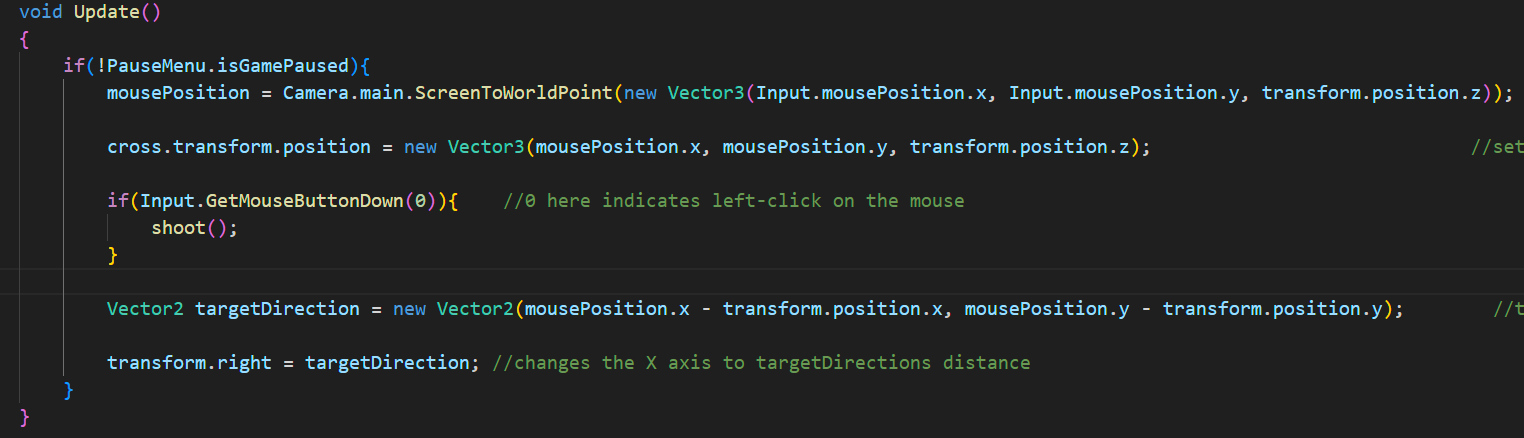 void Update()
{
if(!PauseMenu.isGamePaused){
mousePosition = Camera.main.ScreenToWorldPoint(new Vector3(Input.mousePosition.x, Input.mousePosition.y, transform.position.z));
cross.transform.position = new Vector3(mousePosition.x, mousePosition.y, transform.position.z); //set
if(Input.GetMouseButtonDown(0)){ //0 here indicates left-click on the mouse
shoot();
}
Vector2 targetDirection = new Vector2(mousePosition.x - transform.position.x, mousePosition.y - transform.position.y); //t
transform.right = targetDirection; //changes the X axis to targetDirections distance
}
}